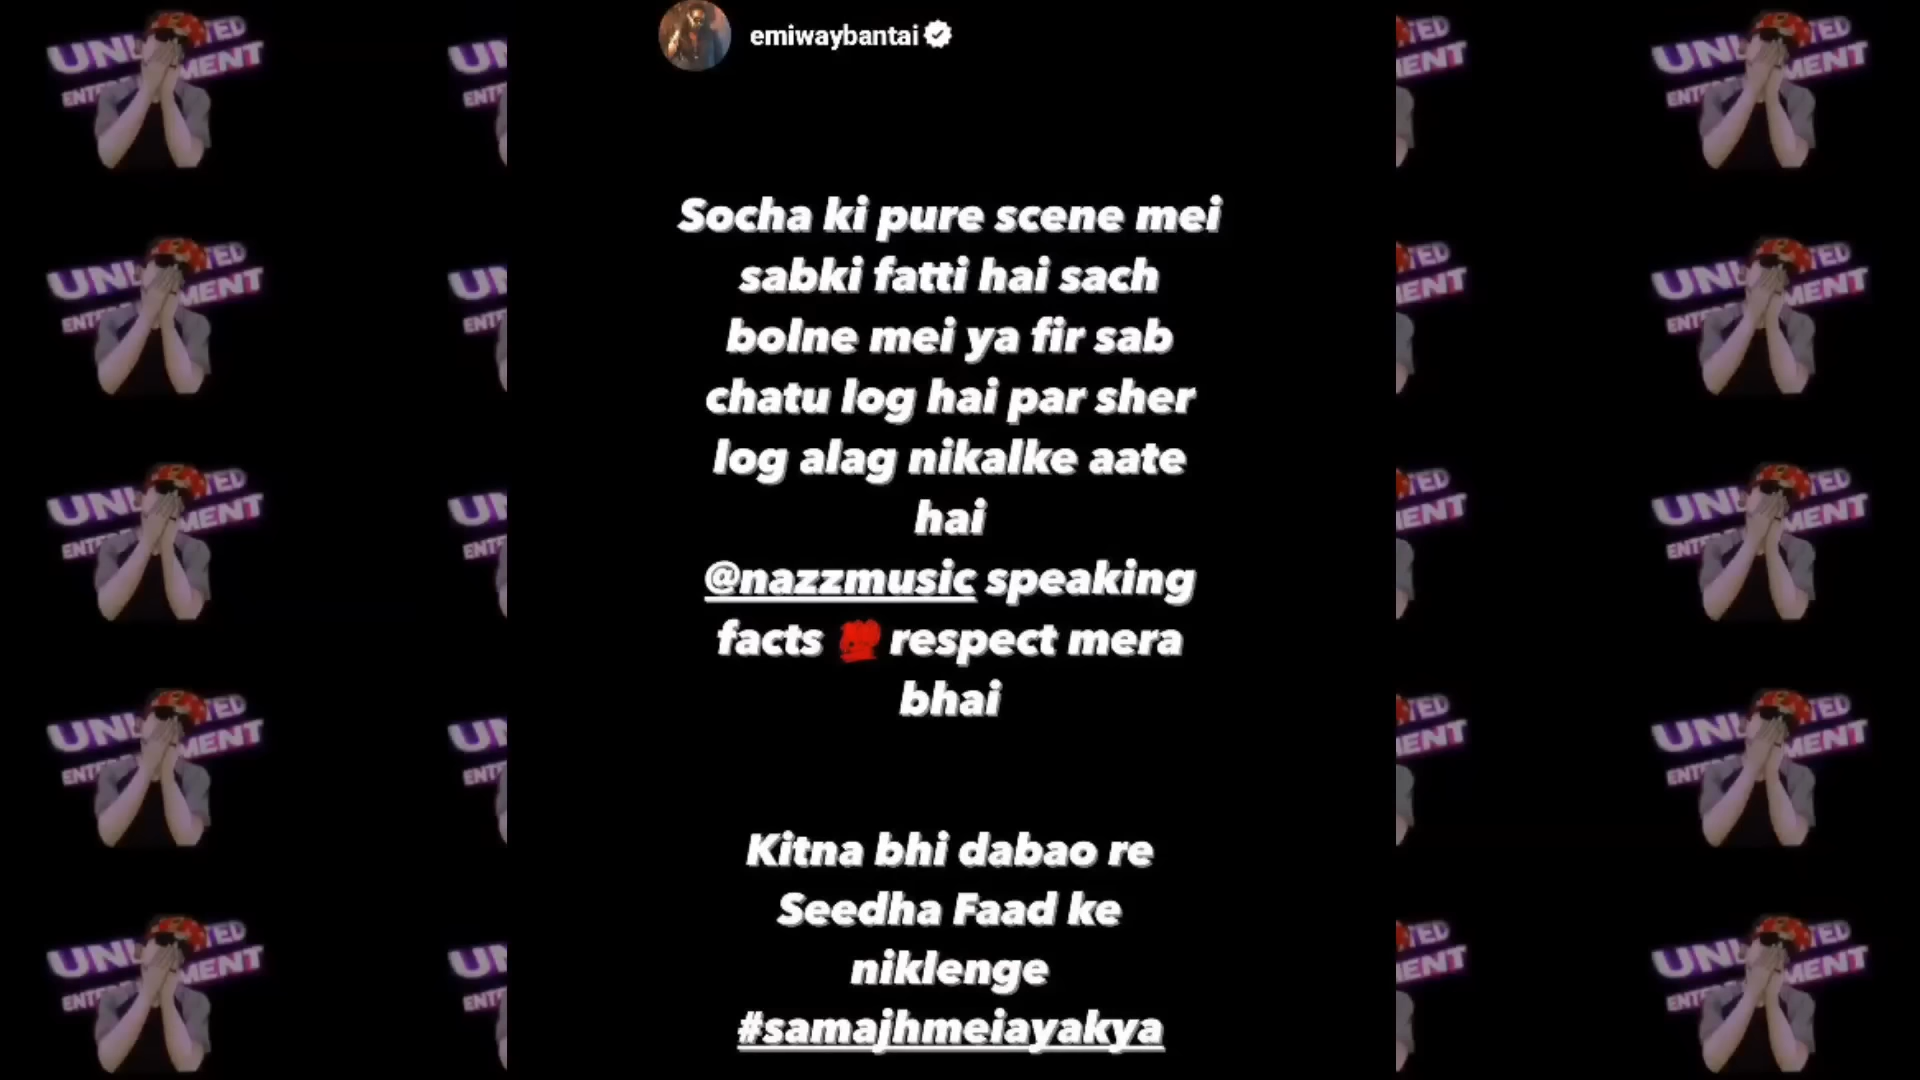 emiwaybantai
Socha ki pure scene mei
sabki fatti hai sach
bolne mei ya fir sab
chatu log hai par sher
log alag nikalke aate
hai
@nazzmusic speaking
facts 💯 respect mera
bhai
Kitna bhi dabao re
Seedha Faad ke
niklenge
#samajhmeiayakya